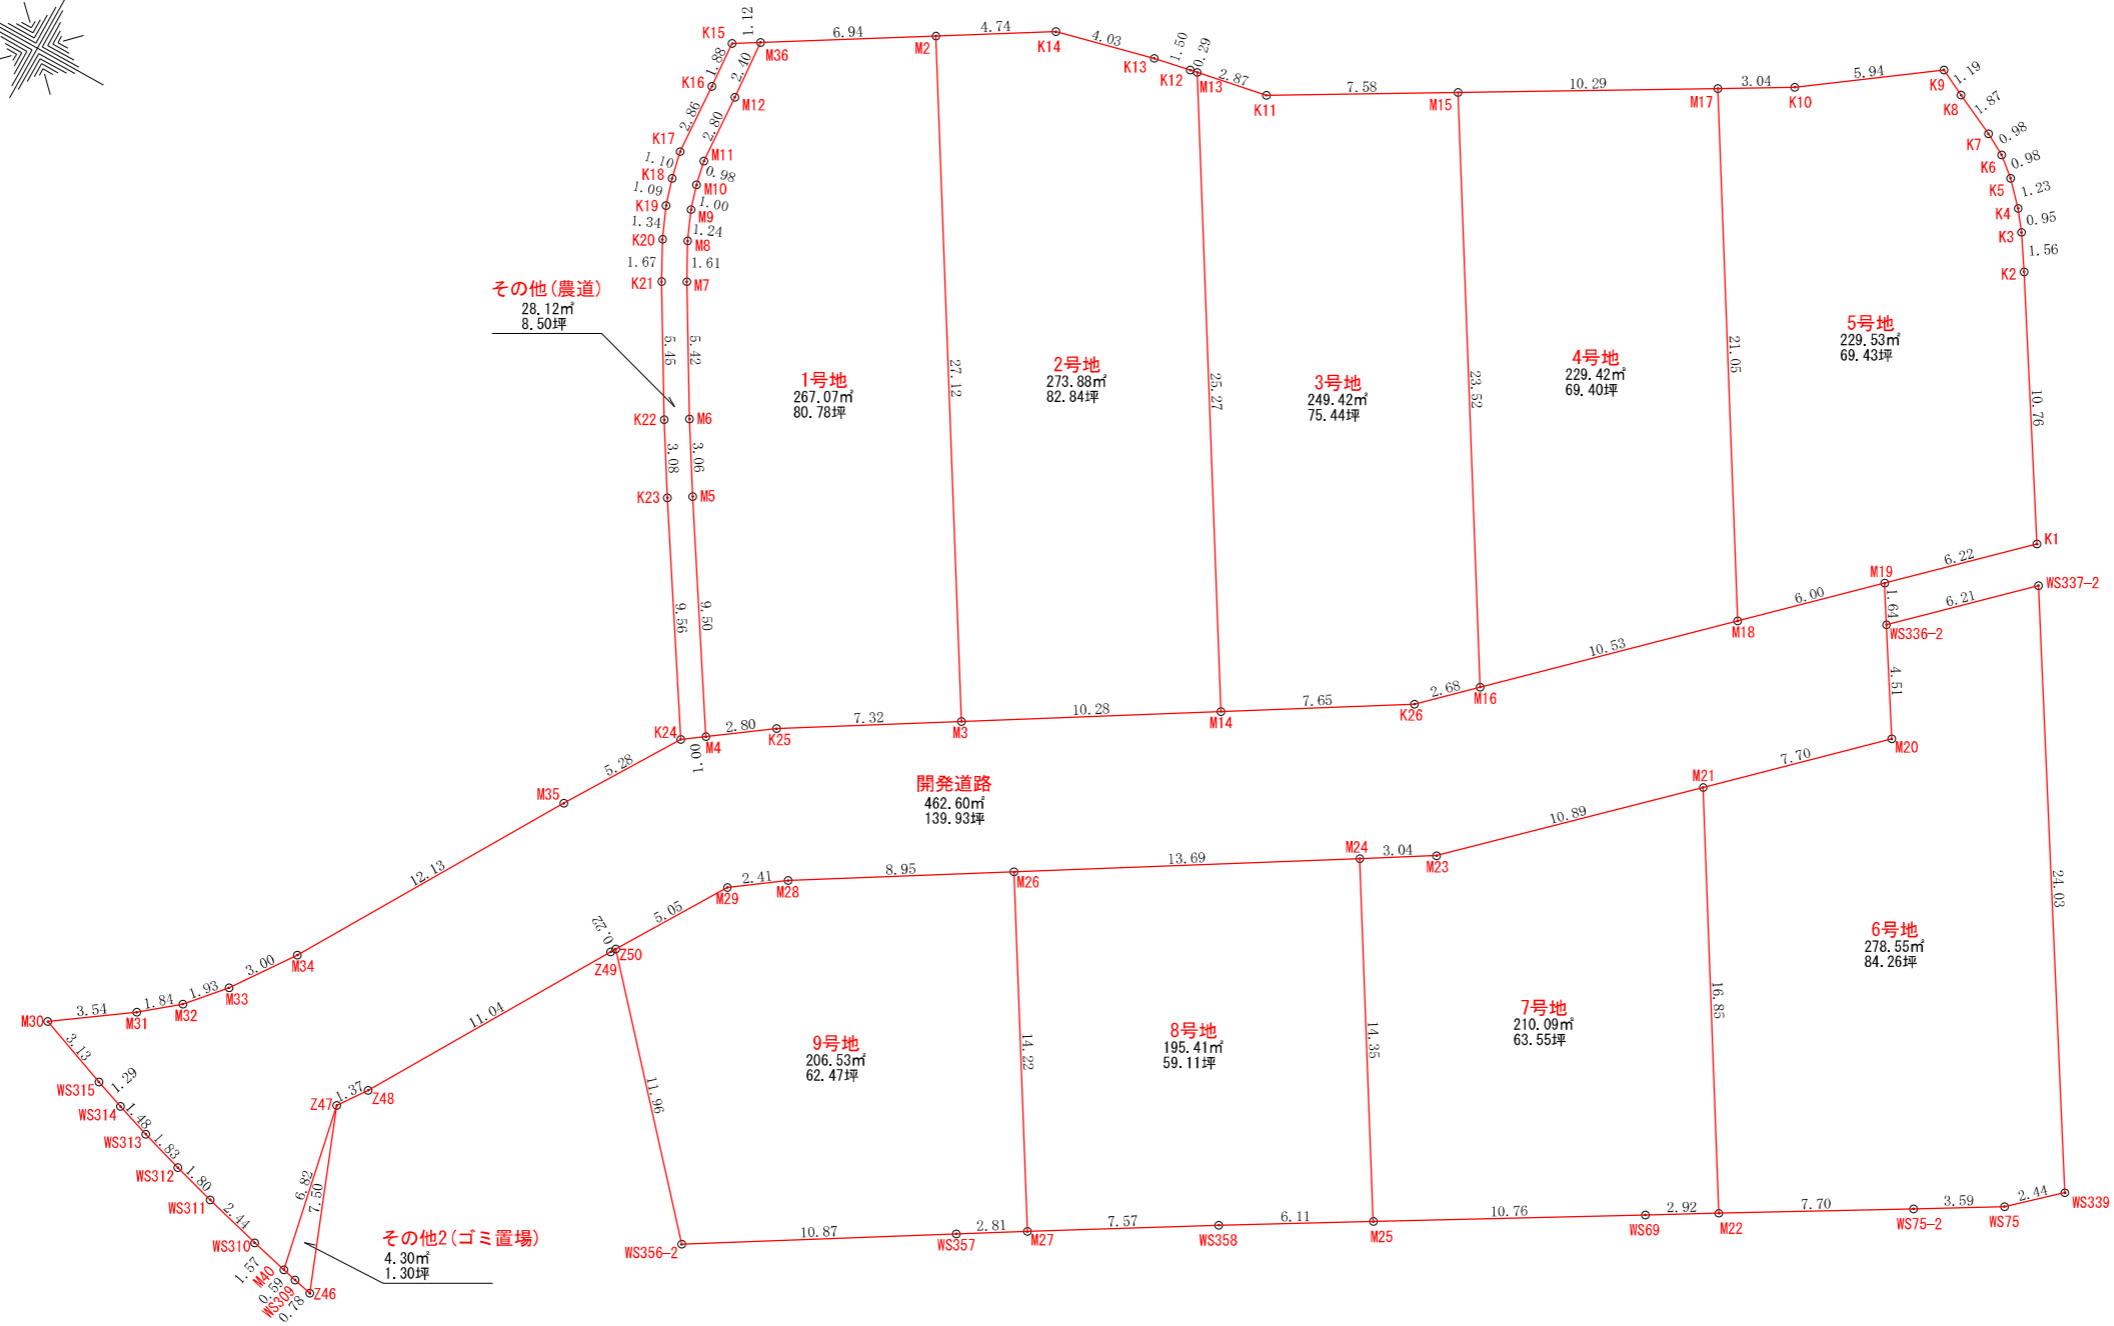 K15
1.12
M36
6.94
M2
4.74
K14
4.03
K13
1.50
K12
0.29
M13
2.87
K11
7.58
M15
10.29
M17
3.04
K10
5.94
K9
1.19
K8
1.87
K7
0.98
K6
0.98
K5
1.23
K4
0.95
K3
1.56
K2
10.76
K1
1.88
K16
2.40
M12
2.86
2.80
K17
M11
1.10
0.98
K18
M10
1.09
1.00
K19
M9
1.34
1.24
K20
M8
1.67
1.61
K21
M7
その他(農道)
28.12㎡
8.50坪
5.45
5.42
K22
M6
3.08
3.06
K23
M5
9.56
9.50
1号地
267.07㎡
80.78坪
27.12
2号地
273.88㎡
82.84坪
25.27
3号地
249.42㎡
75.44坪
23.52
4号地
229.42㎡
69.40坪
21.05
5号地
229.53㎡
69.43坪
K24
1.00
M4
2.80
K25
7.32
M3
10.28
M14
7.65
K26
2.68
M16
10.53
M18
6.00
M19
6.22
1.64
6.21
WS337-2
WS336-2
4.51
M20
7.70
M21
10.89
M23
3.04
M24
13.69
M26
8.95
M28
2.41
M29
5.05
0.22
Z50
Z49
11.04
Z48
1.37
Z47
開発道路
462.60㎡
139.93坪
5.28
M35
12.13
M34
3.00
M33
1.93
M32
1.84
M31
3.54
M30
3.13
WS315
1.29
WS314
1.48
WS313
1.83
WS312
1.80
WS311
2.44
WS310
1.57
M40
0.59
WS309
0.78
Z46
6.82
7.50
その他2(ゴミ置場)
4.30㎡
1.30坪
11.96
9号地
206.53㎡
62.47坪
14.22
8号地
195.41㎡
59.11坪
14.35
7号地
210.09㎡
63.55坪
16.85
6号地
278.55㎡
84.26坪
24.03
WS356-2
10.87
WS357
2.81
M27
7.57
WS358
6.11
M25
10.76
WS69
2.92
M22
7.70
WS75-2
3.59
WS75
2.44
WS339